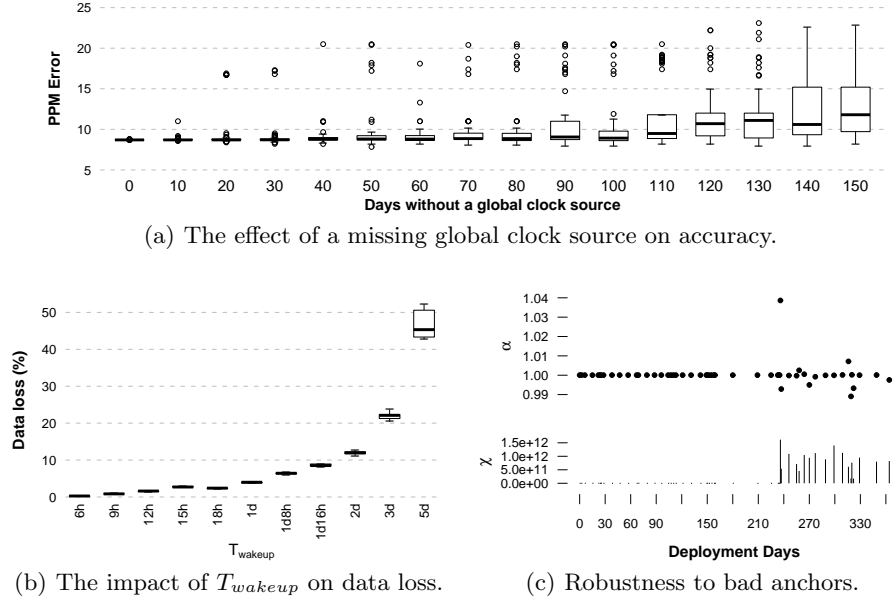 25
20
15
10
5
PPM Error
0 10 20 30 40 50 60 70 80 90 100 110 120 130 140 150
Days without a global clock source
(a) The effect of a missing global clock source on accuracy.
50
40
30
20
10
0
Data loss (%)
6h 9h 12h 15h 18h 1d 1d8h 1d16h 2d 3d 5d
Twakeup
(b) The impact of Twakeup on data loss.
1.04
1.02
1.01
1.00
0.99
α
1.5e+12
1.0e+12
5.0e+11
0.0e+00
χ
0 30 60 90 150 210 270 330
Deployment Days
(c) Robustness to bad anchors.